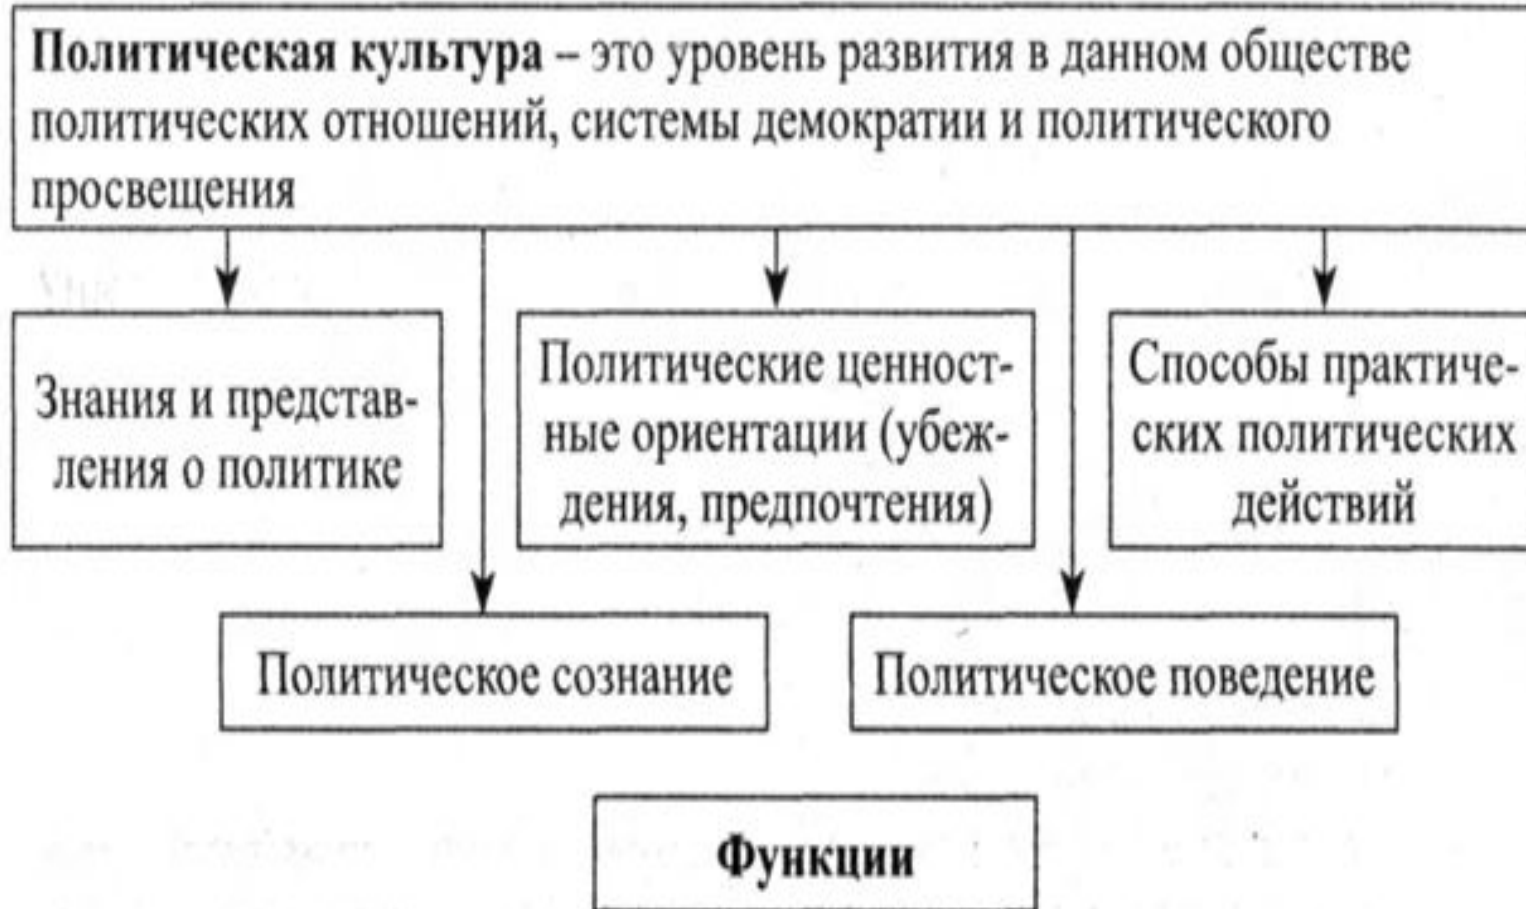 Политическая культура – это уровень развития в данном обществе
политических отношений, системы демократии и политического
просвещения
Знания и представ-
ления о политике
Политические ценност-
ные ориентации (убеж-
дения, предпочтения)
Способы практиче-
ских политических
действий
Политическое сознание
Политическое поведение
Функции